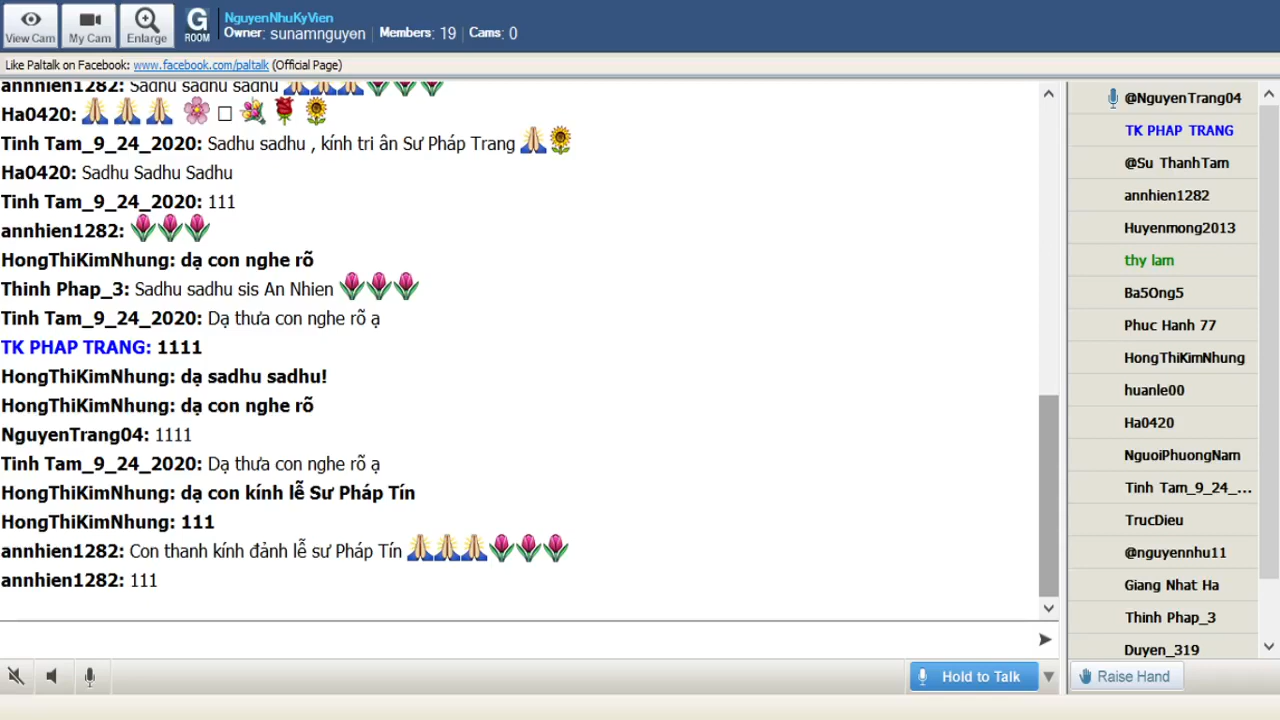 View Cam
My Cam
Enlarge
G
ROOM
NguyenNhuKyVien
Owner: sunamnguyen | Members: 19 | Cams: 0
Like Paltalk on Facebook: www.facebook.com/paltalk (Official Page)
annhien1282: Sadhu sadhu sadhu 🙏🙏🙏🌷🌷🌷
Ha0420: 🙏🙏🙏🌸□💐🌹🌻
Tinh Tam_9_24_2020: Sadhu sadhu , kính tri ân Sư Pháp Trang 🙏🌻
Ha0420: Sadhu Sadhu Sadhu
Tinh Tam_9_24_2020: 111
annhien1282: 🌷🌷🌷
HongThiKimNhung: dạ con nghe rõ
Thinh Phap_3: Sadhu sadhu sis An Nhien 🌷🌷🌷
Tinh Tam_9_24_2020: Dạ thưa con nghe rõ ạ
TK PHAP TRANG: 1111
HongThiKimNhung: dạ sadhu sadhu!
HongThiKimNhung: dạ con nghe rõ
NguyenTrang04: 1111
Tinh Tam_9_24_2020: Dạ thưa con nghe rõ ạ
HongThiKimNhung: dạ con kính lễ Sư Pháp Tín
HongThiKimNhung: 111
annhien1282: Con thanh kính đảnh lễ sư Pháp Tín 🙏🙏🙏🌷🌷🌷
annhien1282: 111
@NguyenTrang04
TK PHAP TRANG
@Su ThanhTam
annhien1282
Huyenmong2013
thy lam
Ba5Ong5
Phuc Hanh 77
HongThiKimNhung
huanle00
Ha0420
NguoiPhuongNam
Tinh Tam_9_24_...
TrucDieu
@nguyennhu11
Giang Nhat Ha
Thinh Phap_3
Duyen_319
Hold to Talk
Raise Hand